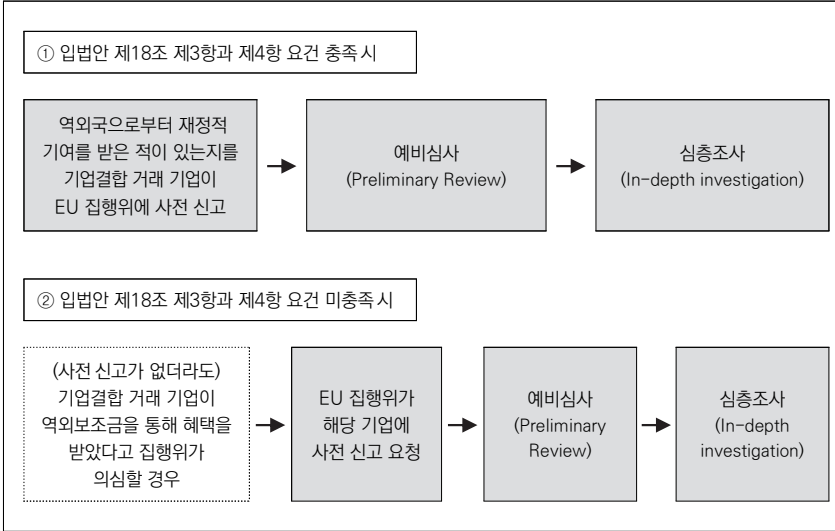 ① 입법안 제18조 제3항과 제4항 요건 충족 시
역외국으로부터 재정적
기여를 받은 적이 있는지를
기업결합 거래 기업이
EU 집행위에 사전 신고
예비심사
(Preliminary Review)
심층조사
(In-depth investigation)
② 입법안 제18조 제3항과 제4항 요건 미충족 시
(사전 신고가 없더라도)
기업결합 거래 기업이
역외보조금을 통해 혜택을
받았다고 집행위가
의심할 경우
EU 집행위가
해당 기업에
사전 신고 요청
예비심사
(Preliminary
Review)
심층조사
(In-depth
investigation)